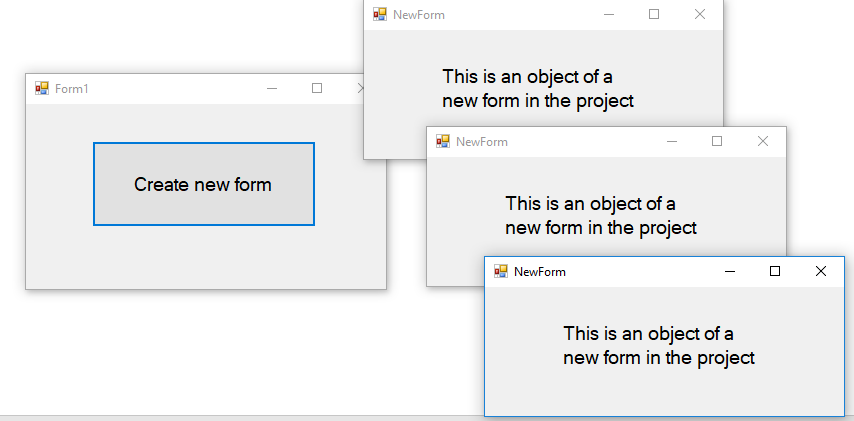 NewForm
This is an object of a
new form in the project
Form1
Create new form
NewForm
This is an object of a
new form in the project
NewForm
This is an object of a
new form in the project